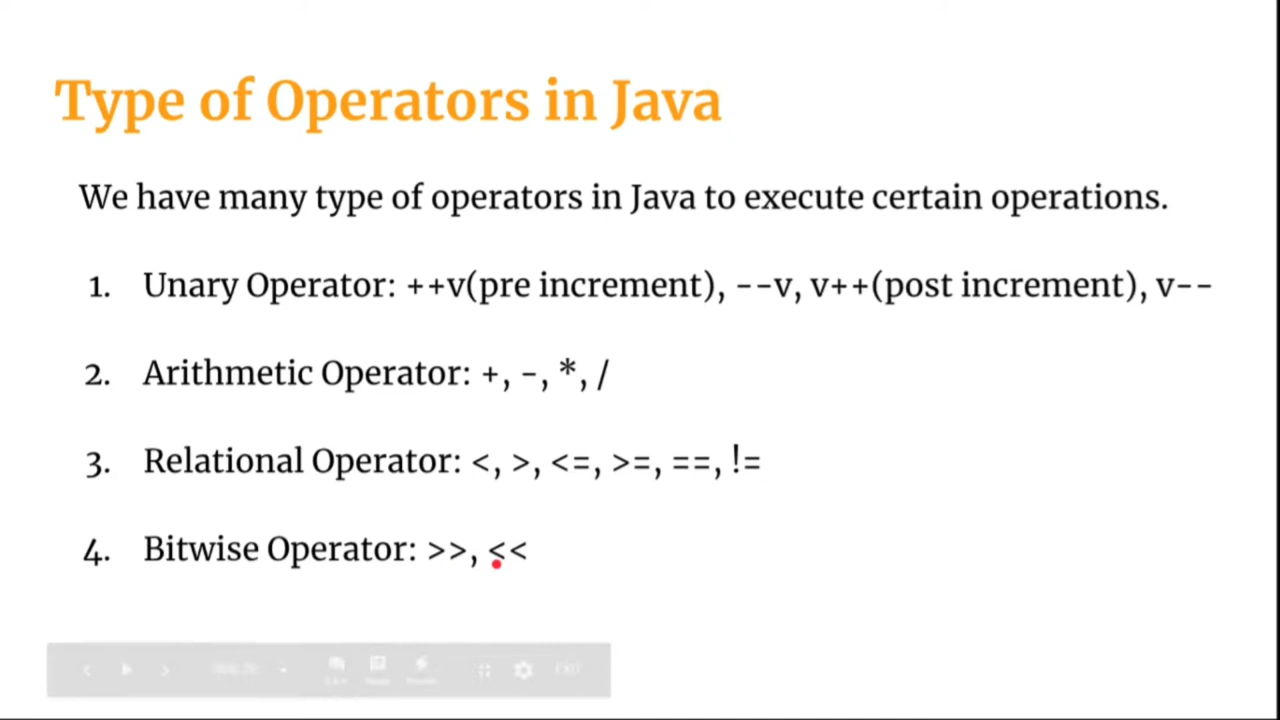 Type of Operators in Java
We have many type of operators in Java to execute certain operations.
1. Unary Operator: ++v(pre increment), --v, v++(post increment), v--
2. Arithmetic Operator: +, -, *, /
3. Relational Operator: <, >, <=, >=, ==, !=
4. Bitwise Operator: >>, <<